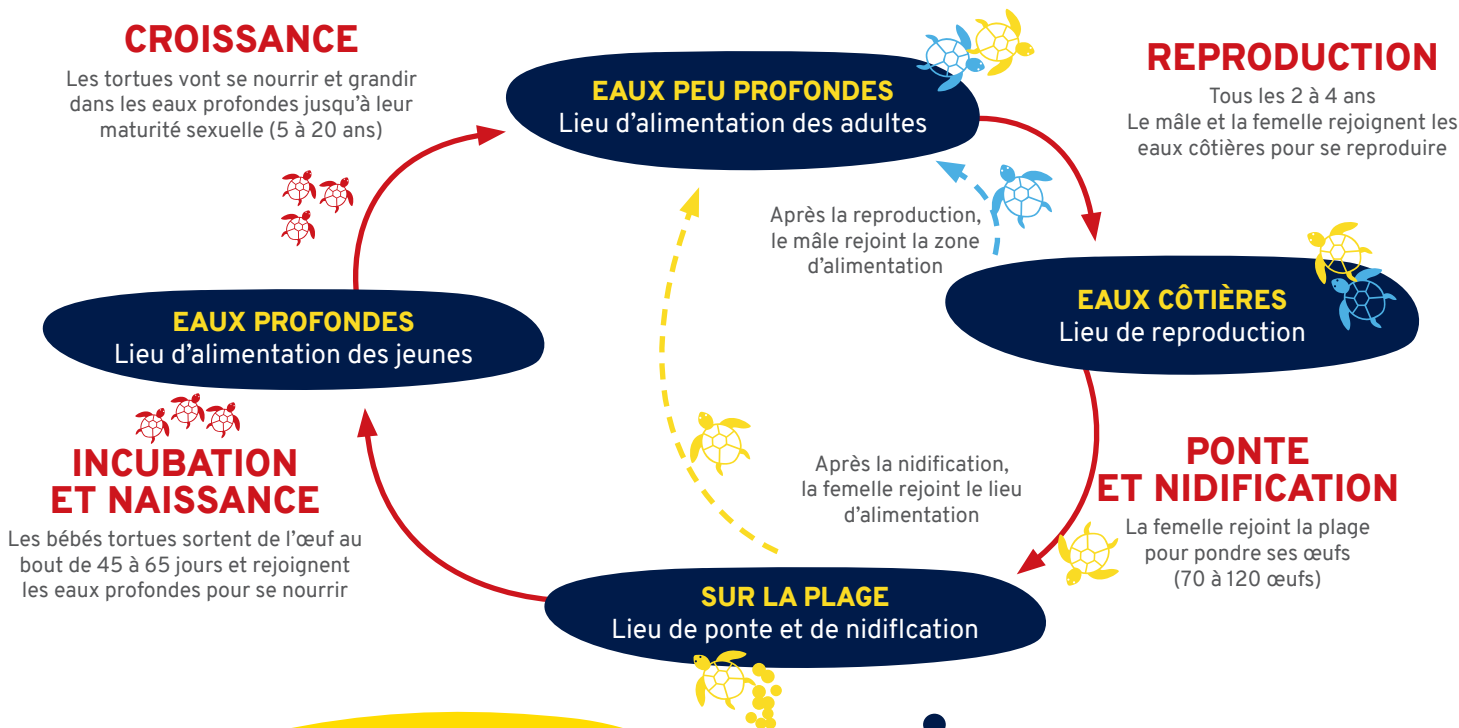 CROISSANCE
Les tortues vont se nourrir et grandir
dans les eaux profondes jusqu'à leur
maturité sexuelle (5 à 20 ans)
EAUX PEU PROFONDES
Lieu d'alimentation des adultes
REPRODUCTION
Tous les 2 à 4 ans
Le mâle et la femelle rejoignent les
eaux côtières pour se reproduire
Après la reproduction,
le mâle rejoint la zone
d'alimentation
EAUX PROFONDES
Lieu d'alimentation des jeunes
EAUX CÔTIÈRES
Lieu de reproduction
INCUBATION
ET NAISSANCE
Les bébés tortues sortent de l'œuf au
bout de 45 à 65 jours et rejoignent
les eaux profondes pour se nourrir
Après la nidification,
la femelle rejoint le lieu
d'alimentation
PONTE
ET NIDIFICATION
La femelle rejoint la plage
pour pondre ses œufs
(70 à 120 œufs)
SUR LA PLAGE
Lieu de ponte et de nidiflcation